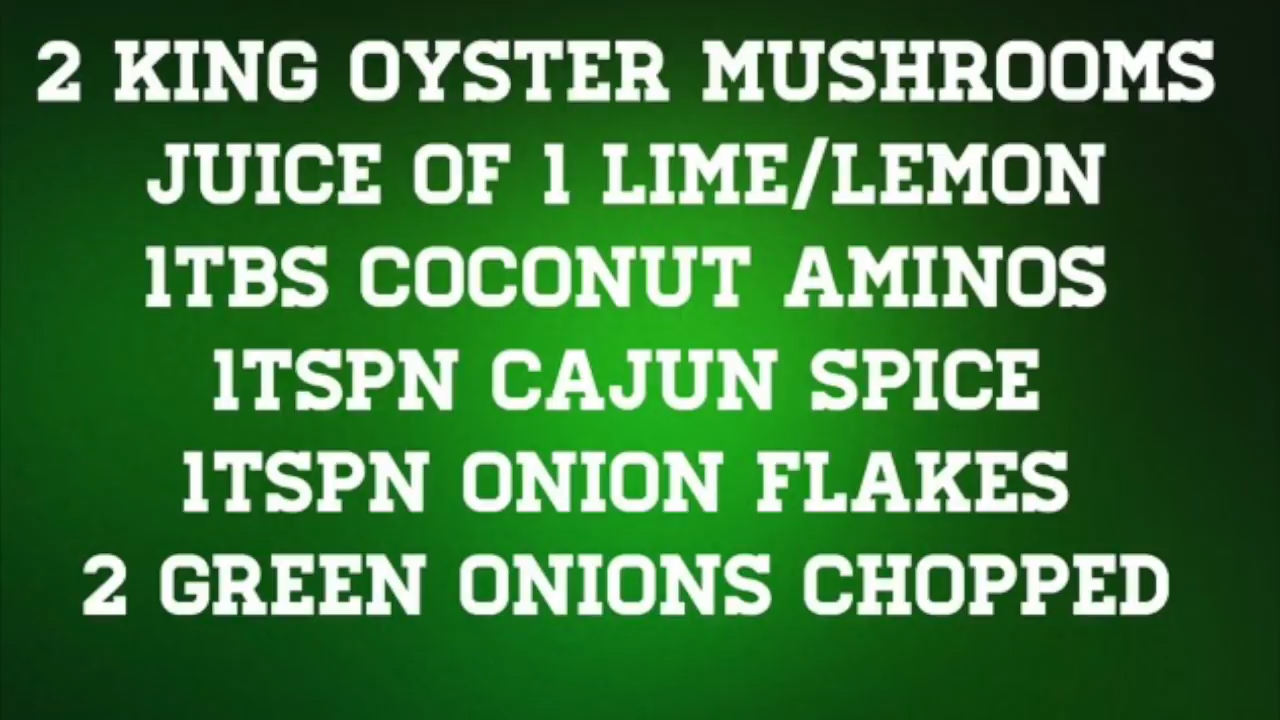 2 KING OYSTER MUSHROOMS
JUICE OF 1 LIME/LEMON
1TBS COCONUT AMINOS
1TSPN CAJUN SPICE
1TSPN ONION FLAKES
2 GREEN ONIONS CHOPPED